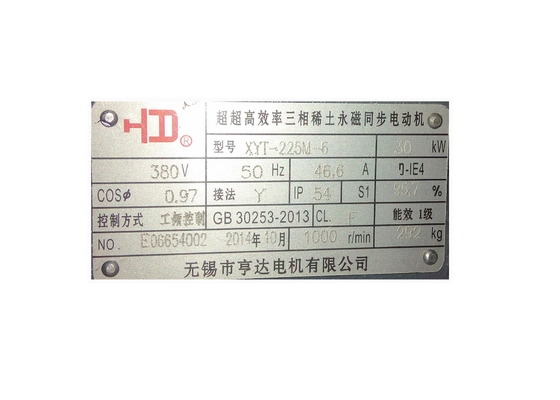 超超高效率三相稀土永磁同步电动机
型号 XYT-225M-6 30 kW
380V 50 Hz 46.6 A D-IE4
COSφ 0.97 接法 Y IP 54 S1 95.7 %
控制方式 工频控制 GB 30253-2013 CL. F 能效 1级
NO. E06654002 2014年10月 1000 r/min 292 kg
无锡市亨达电机有限公司